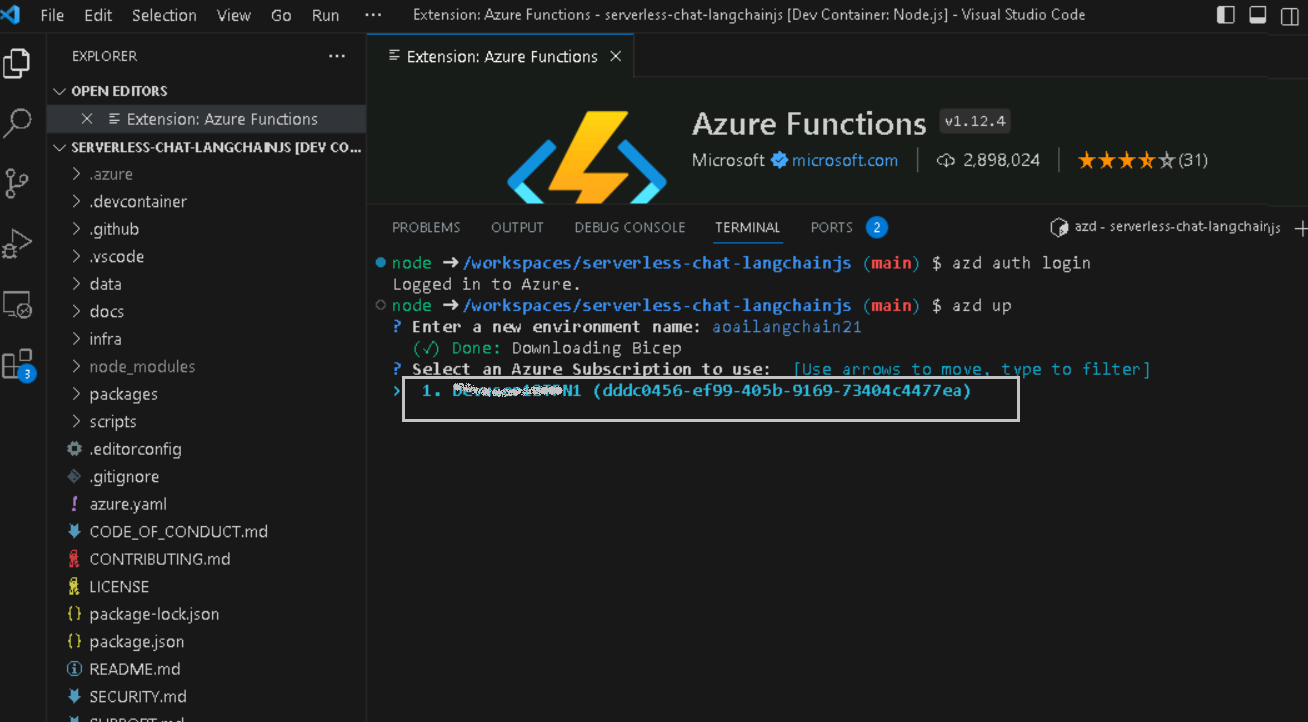 File Edit Selection View Go Run ··· Extension: Azure Functions - serverless-chat-langchainjs [Dev Container: Node.js] - Visual Studio Code
EXPLORER ···
OPEN EDITORS
Extension: Azure Functions
SERVERLESS-CHAT-LANGCHAINJS [DEV CO...
.azure
.devcontainer
.github
.vscode
data
docs
infra
node_modules
packages
scripts
.editorconfig
.gitignore
azure.yaml
CODE_OF_CONDUCT.md
CONTRIBUTING.md
LICENSE
package-lock.json
package.json
README.md
SECURITY.md
SUPPORT.md
3
Extension: Azure Functions
Azure Functions v1.12.4
Microsoft microsoft.com 2,898,024 (31)
PROBLEMS OUTPUT DEBUG CONSOLE TERMINAL PORTS 2 azd - serverless-chat-langchainjs
node ➜ /workspaces/serverless-chat-langchainjs (main) $ azd auth login
Logged in to Azure.
node ➜ /workspaces/serverless-chat-langchainjs (main) $ azd up
? Enter a new environment name: aoailangchain21
(✓) Done: Downloading Bicep
? Select an Azure Subscription to use: [Use arrows to move, type to filter]
> 1. N1 (dddc0456-ef99-405b-9169-73404c4477ea)